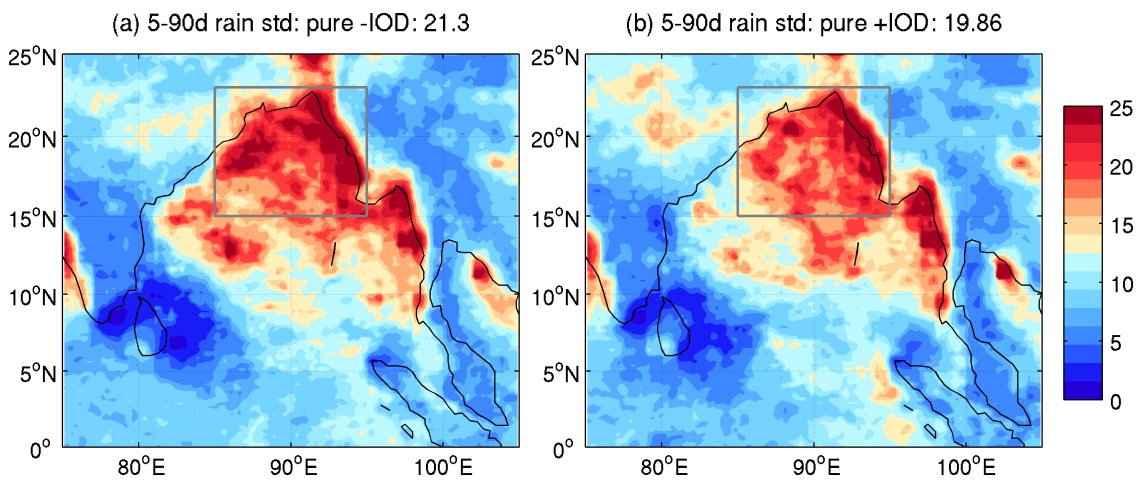 (a) 5-90d rain std: pure -IOD: 21.3
(b) 5-90d rain std: pure +IOD: 19.86
25°N
20°N
15°N
10°N
5°N
0°
80°E
90°E
100°E
25°N
20°N
15°N
10°N
5°N
0°
80°E
90°E
100°E
25
20
15
10
5
0